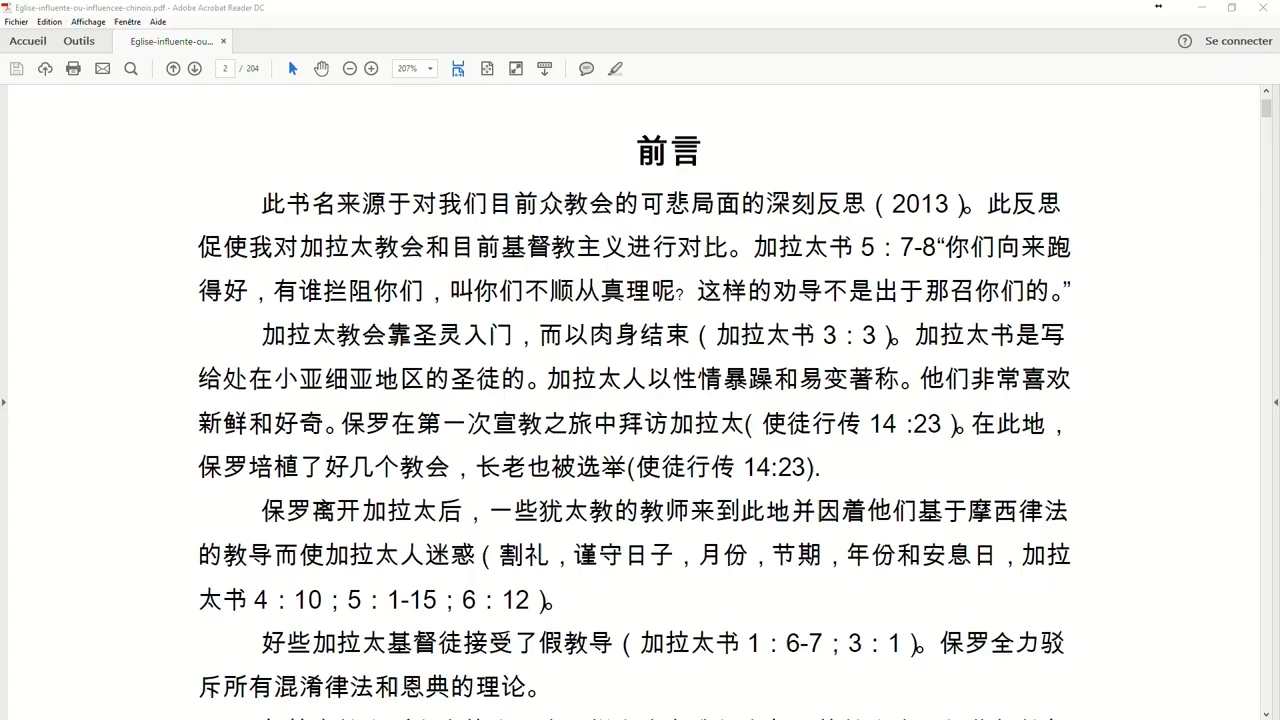 Eglise-influente-ou-influencee-chinois.pdf - Adobe Acrobat Reader DC
Fichier Edition Affichage Fenêtre Aide
Accueil Outils Eglise-influente-ou... × Se connecter
2 / 204 207%
前言
此书名来源于对我们目前众教会的可悲局面的深刻反思（2013）。此反思
促使我对加拉太教会和目前基督教主义进行对比。加拉太书 5：7-8“你们向来跑
得好，有谁拦阻你们，叫你们不顺从真理呢？这样的劝导不是出于那召你们的。”
加拉太教会靠圣灵入门，而以肉身结束（加拉太书 3：3）。加拉太书是写
给处在小亚细亚地区的圣徒的。加拉太人以性情暴躁和易变著称。他们非常喜欢
新鲜和好奇。保罗在第一次宣教之旅中拜访加拉太（使徒行传 14 :23）。在此地，
保罗培植了好几个教会，长老也被选举(使徒行传 14:23).
保罗离开加拉太后，一些犹太教的教师来到此地并因着他们基于摩西律法
的教导而使加拉太人迷惑（割礼，谨守日子，月份，节期，年份和安息日，加拉
太书 4：10；5：1-15；6：12）。
好些加拉太基督徒接受了假教导（加拉太书 1：6-7；3：1）。保罗全力驳
斥所有混淆律法和恩典的理论。